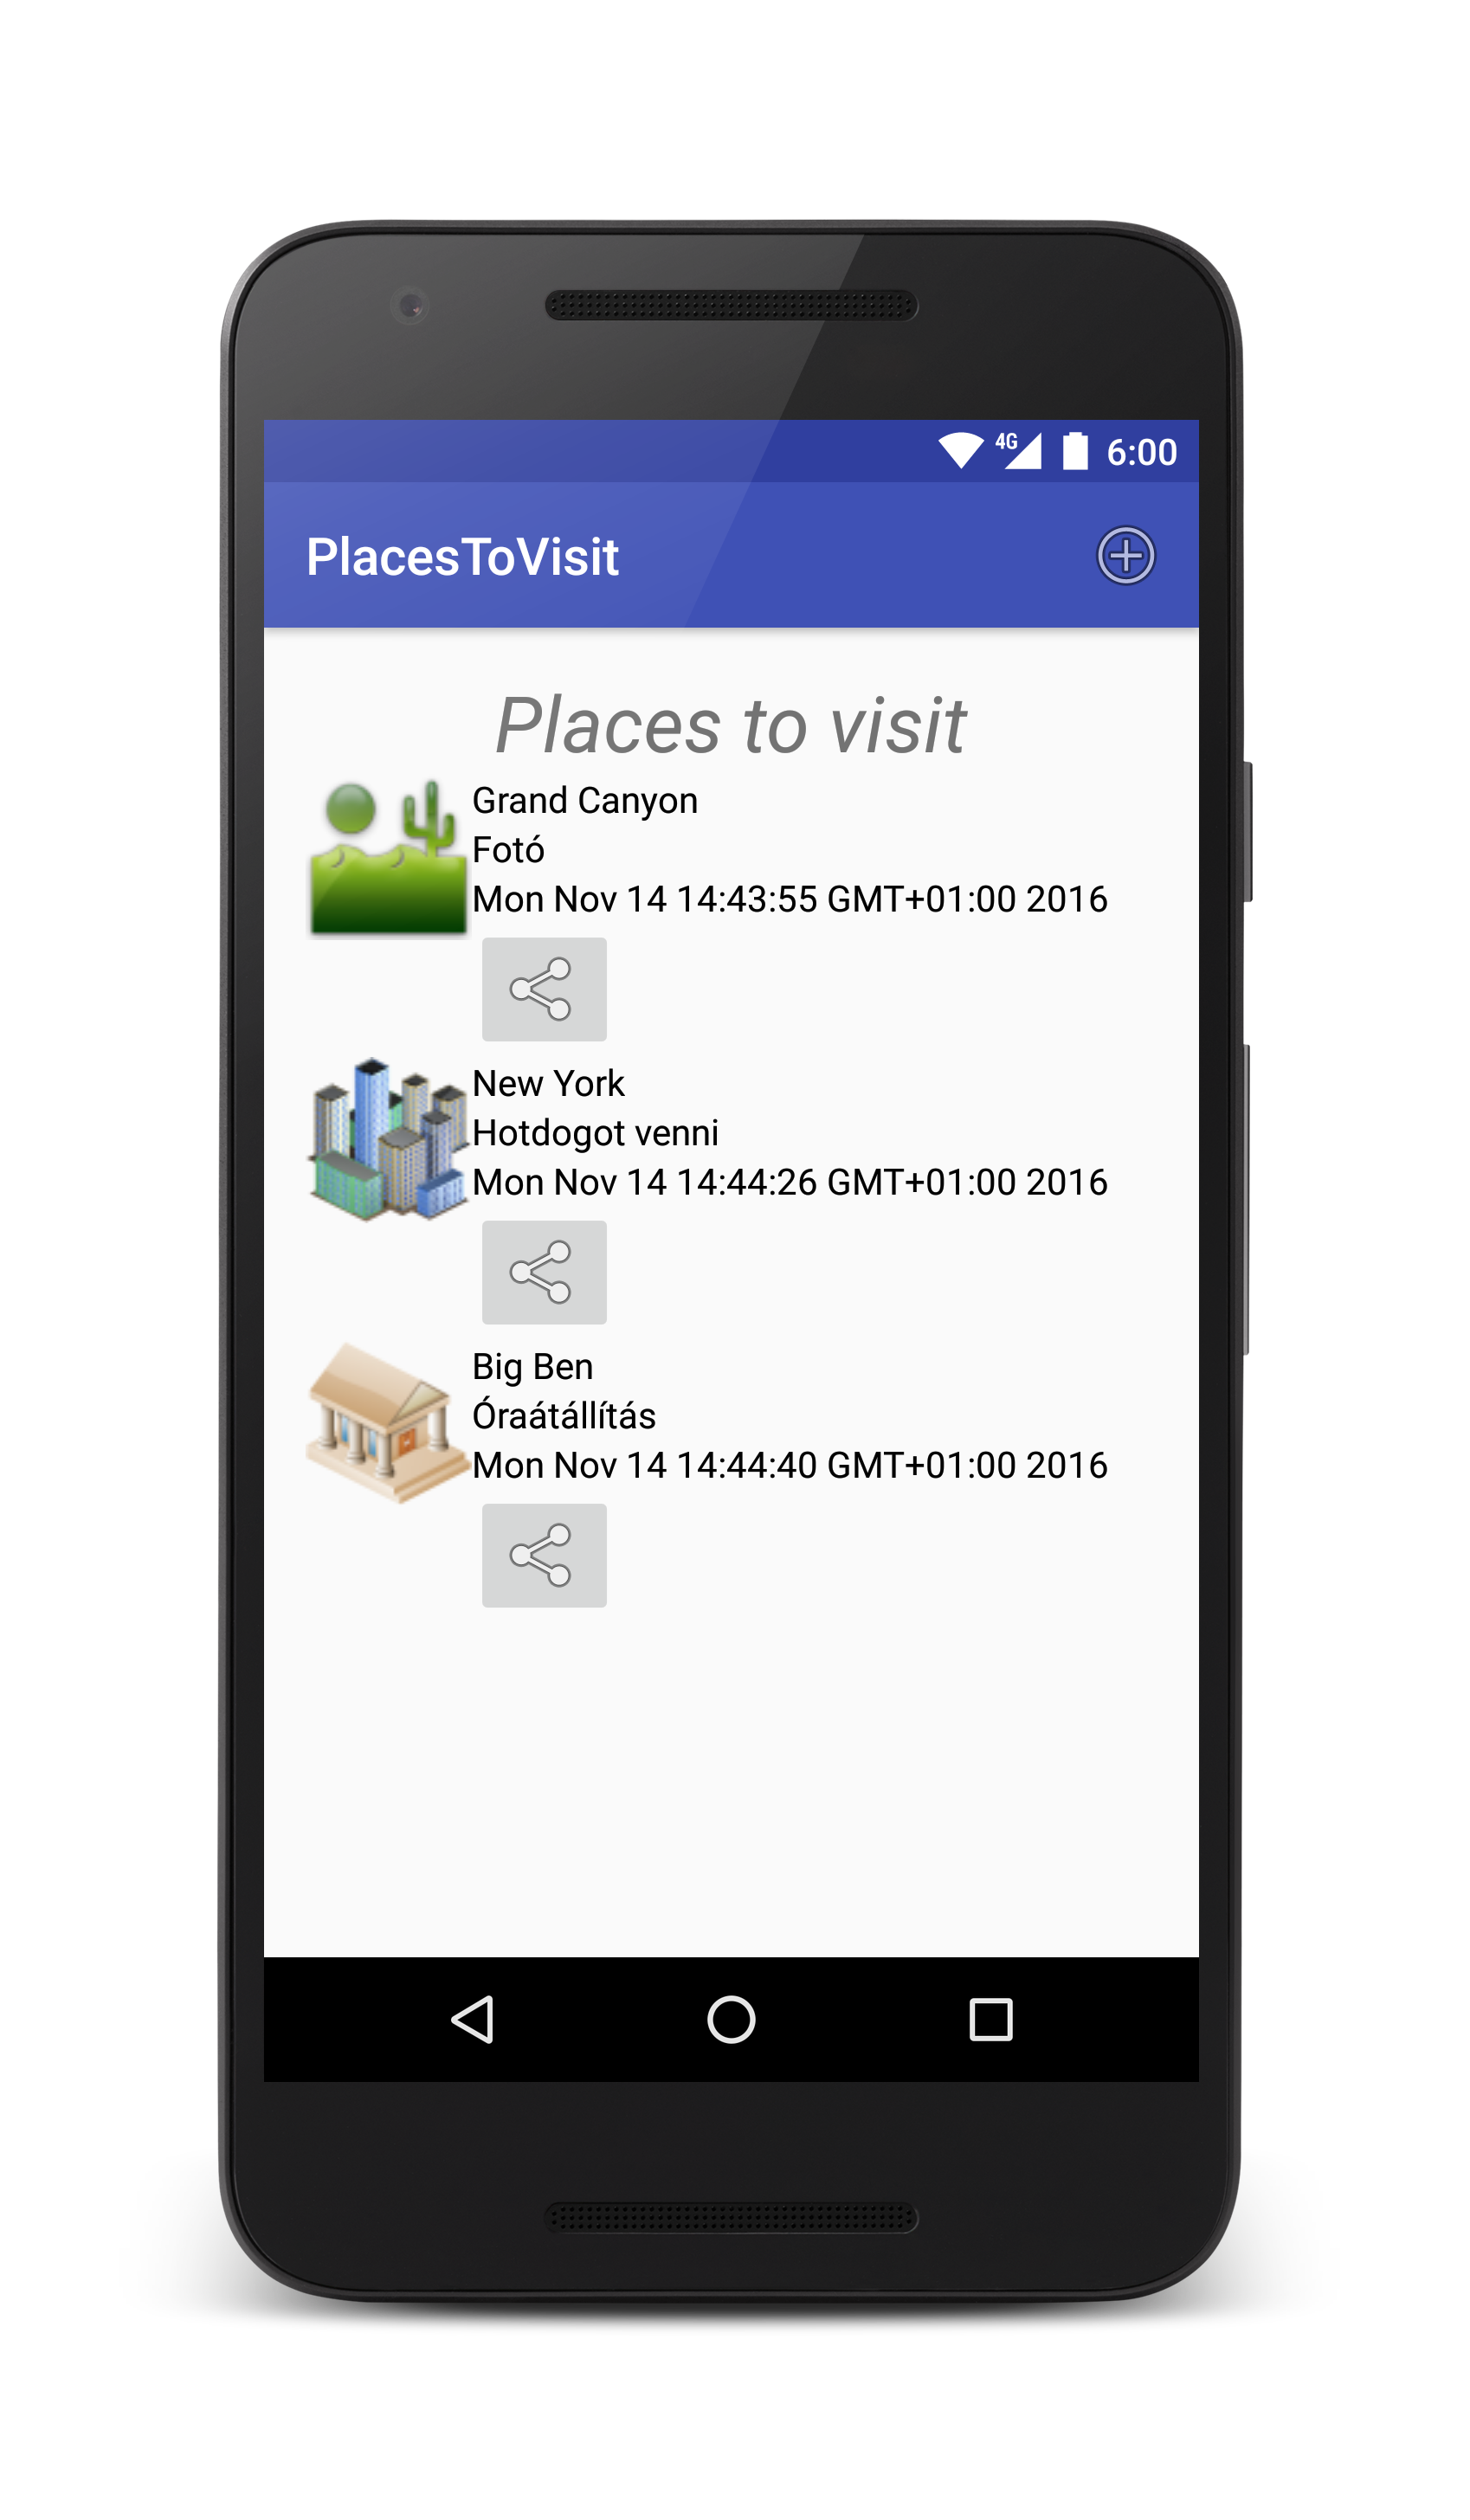 4G 6:00
PlacesToVisit
Places to visit
Grand Canyon
Fotó
Mon Nov 14 14:43:55 GMT+01:00 2016
New York
Hotdogot venni
Mon Nov 14 14:44:26 GMT+01:00 2016
Big Ben
Óraátállítás
Mon Nov 14 14:44:40 GMT+01:00 2016